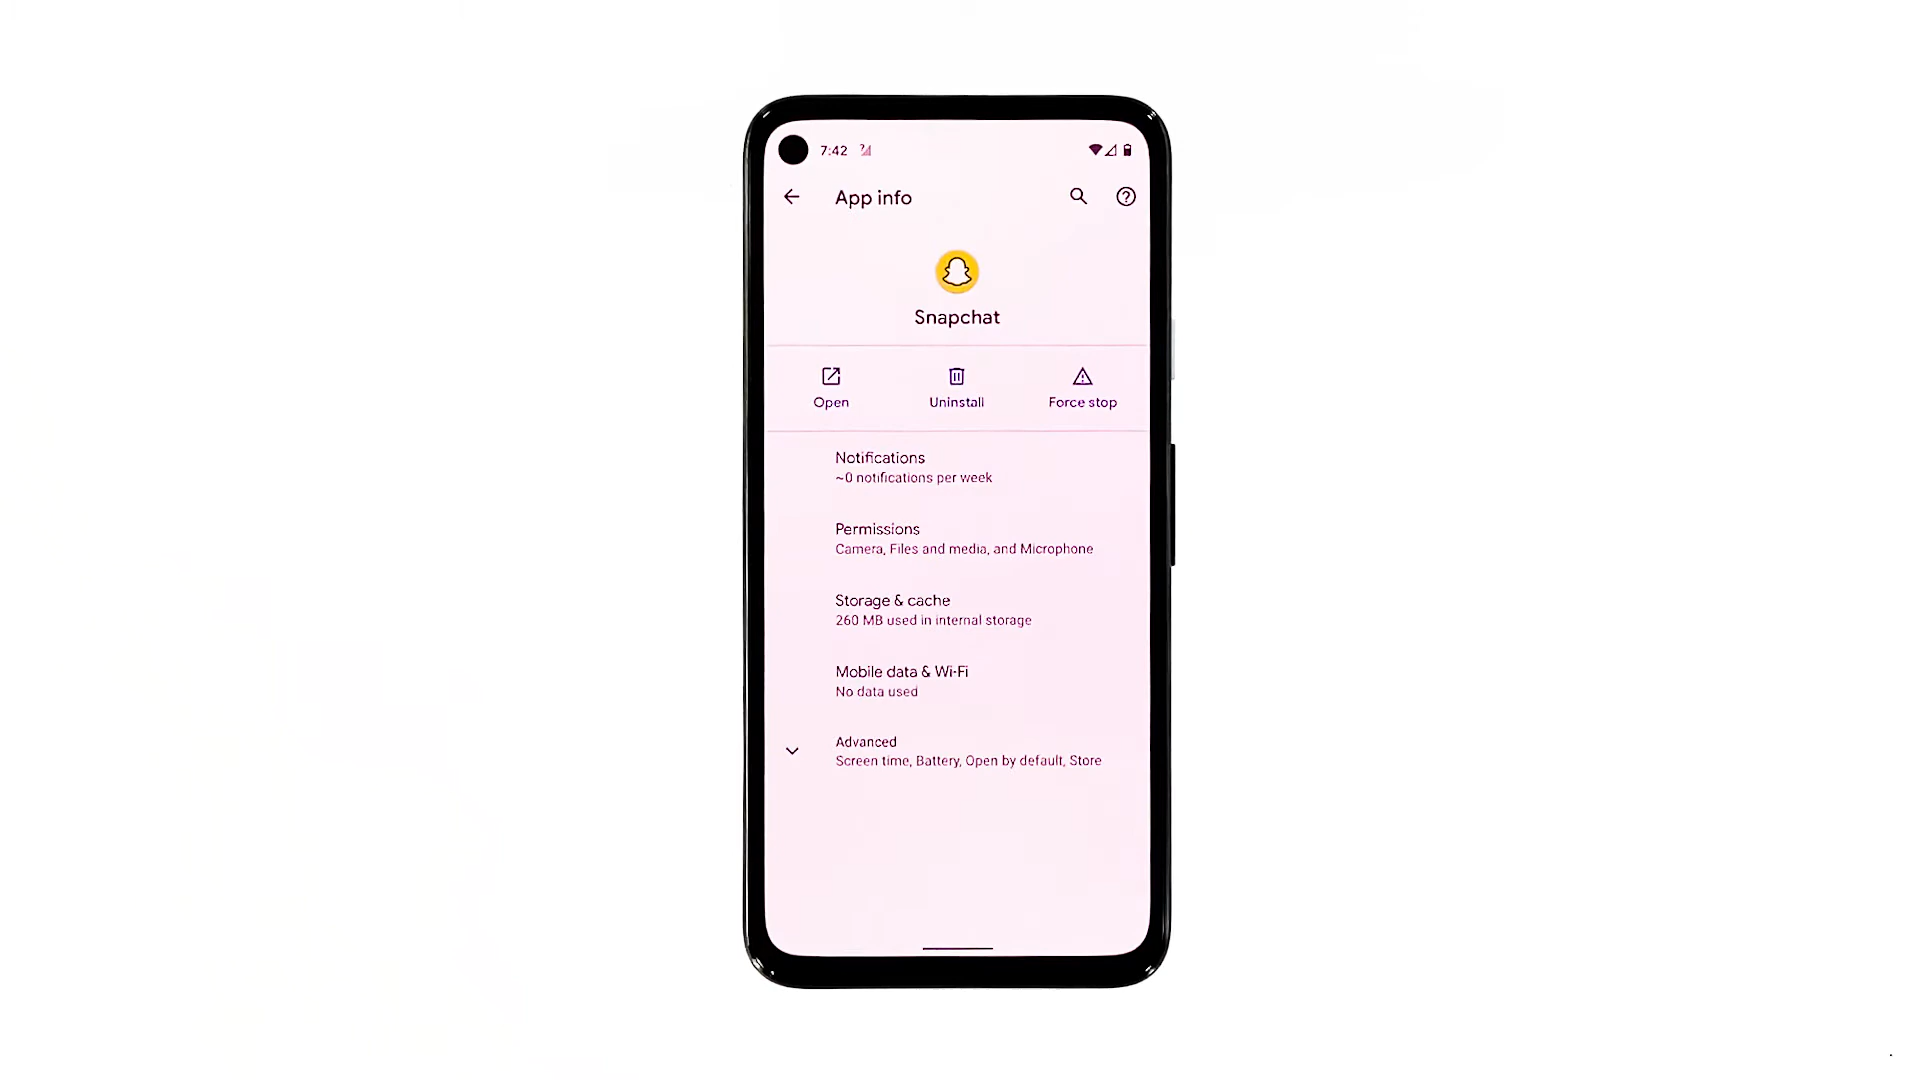 7:42
App info
Snapchat
Open
Uninstall
Force stop
Notifications
~0 notifications per week
Permissions
Camera, Files and media, and Microphone
Storage & cache
260 MB used in internal storage
Mobile data & Wi-Fi
No data used
Advanced
Screen time, Battery, Open by default, Store